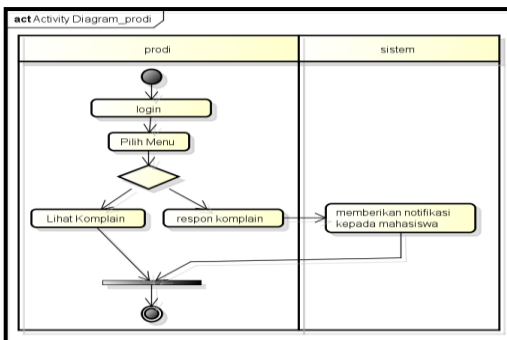 act Activity Diagram_prodi
prodi
sistem
login
Pilih Menu
Lihat Komplain
respon komplain
memberikan notifikasi
kepada mahasiswa